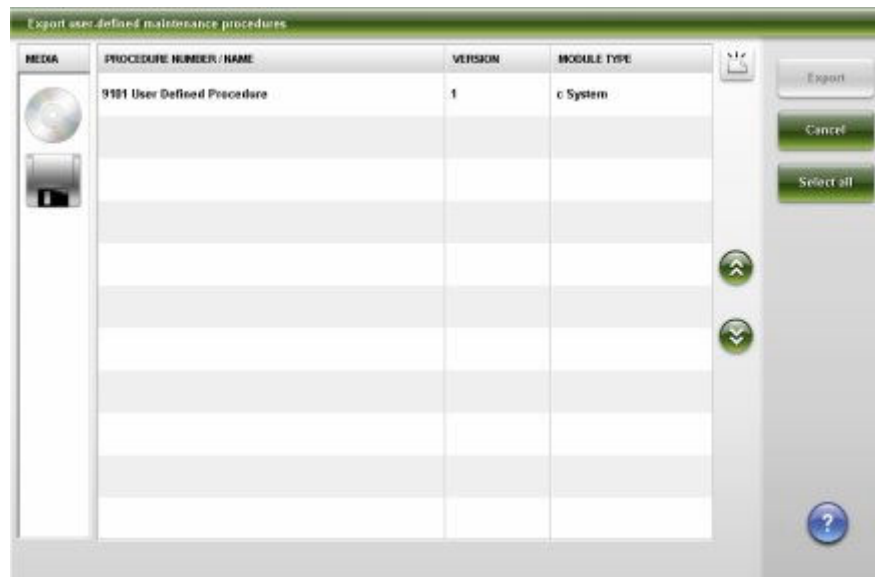 Export user-defined maintenance procedures
MEDIA PROCEDURE NUMBER / NAME VERSION MODULE TYPE
Export
9101 User Defined Procedure 1 c System
Cancel
Select all
?